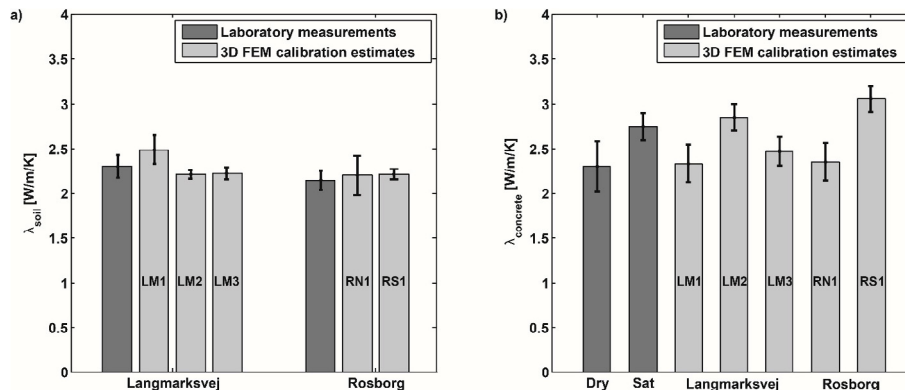 a)
Laboratory measurements
3D FEM calibration estimates
λsoil [W/m/K]
4
3.5
3
2.5
2
1.5
1
0.5
0
LM1 LM2 LM3 RN1 RS1
Langmarksvej Rosborg
b)
Laboratory measurements
3D FEM calibration estimates
λconcrete [W/m/K]
4
3.5
3
2.5
2
1.5
1
0.5
0
LM1 LM2 LM3 RN1 RS1
Dry Sat Langmarksvej Rosborg